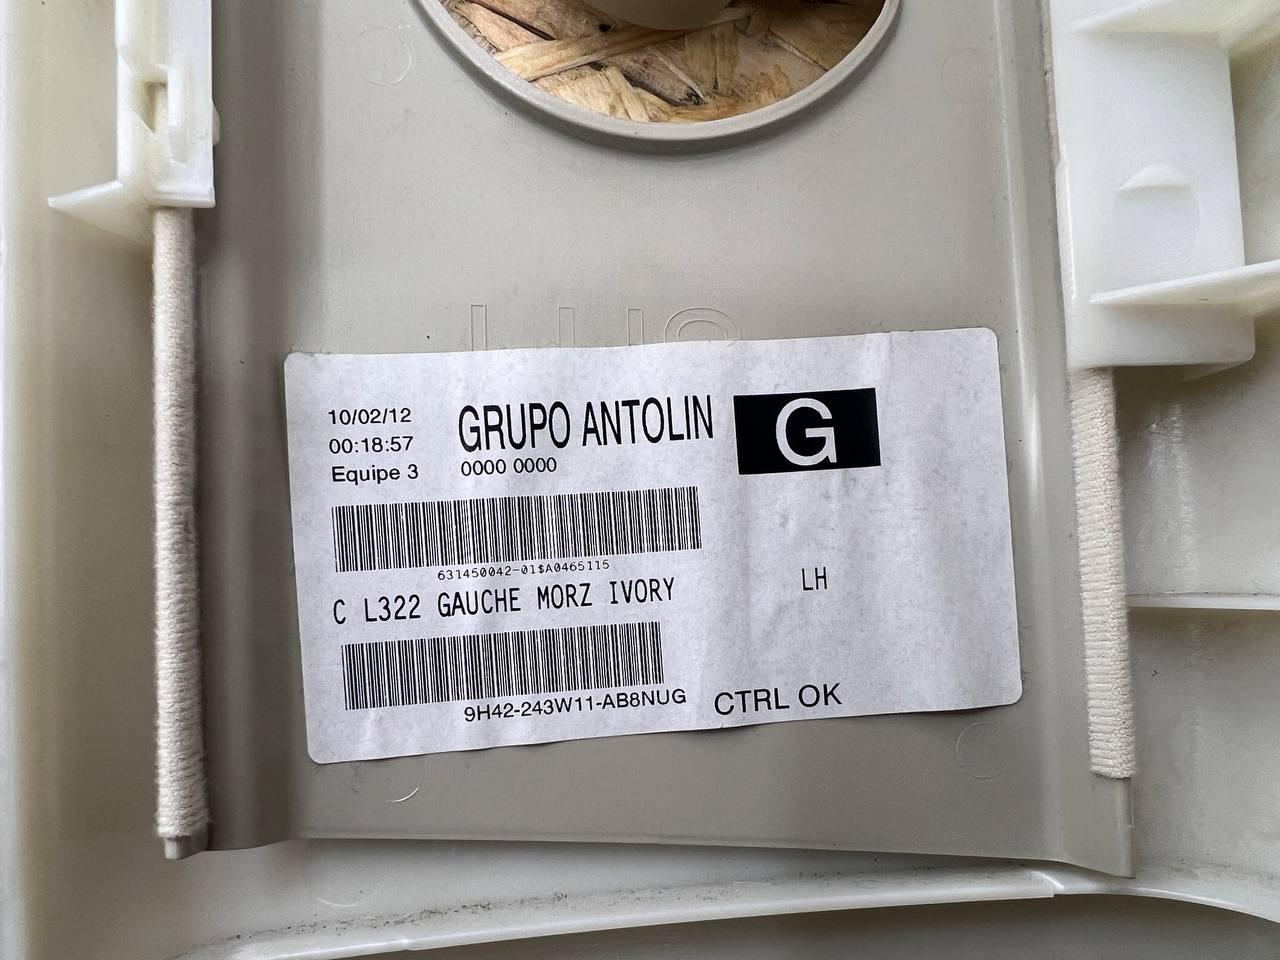 10/02/12
00:18:57
Equipe 3
GRUPO ANTOLIN
0000 0000
G
631450042-01$A0465115
C L322 GAUCHE MORZ IVORY
LH
9H42-243W11-AB8NUG
CTRL OK